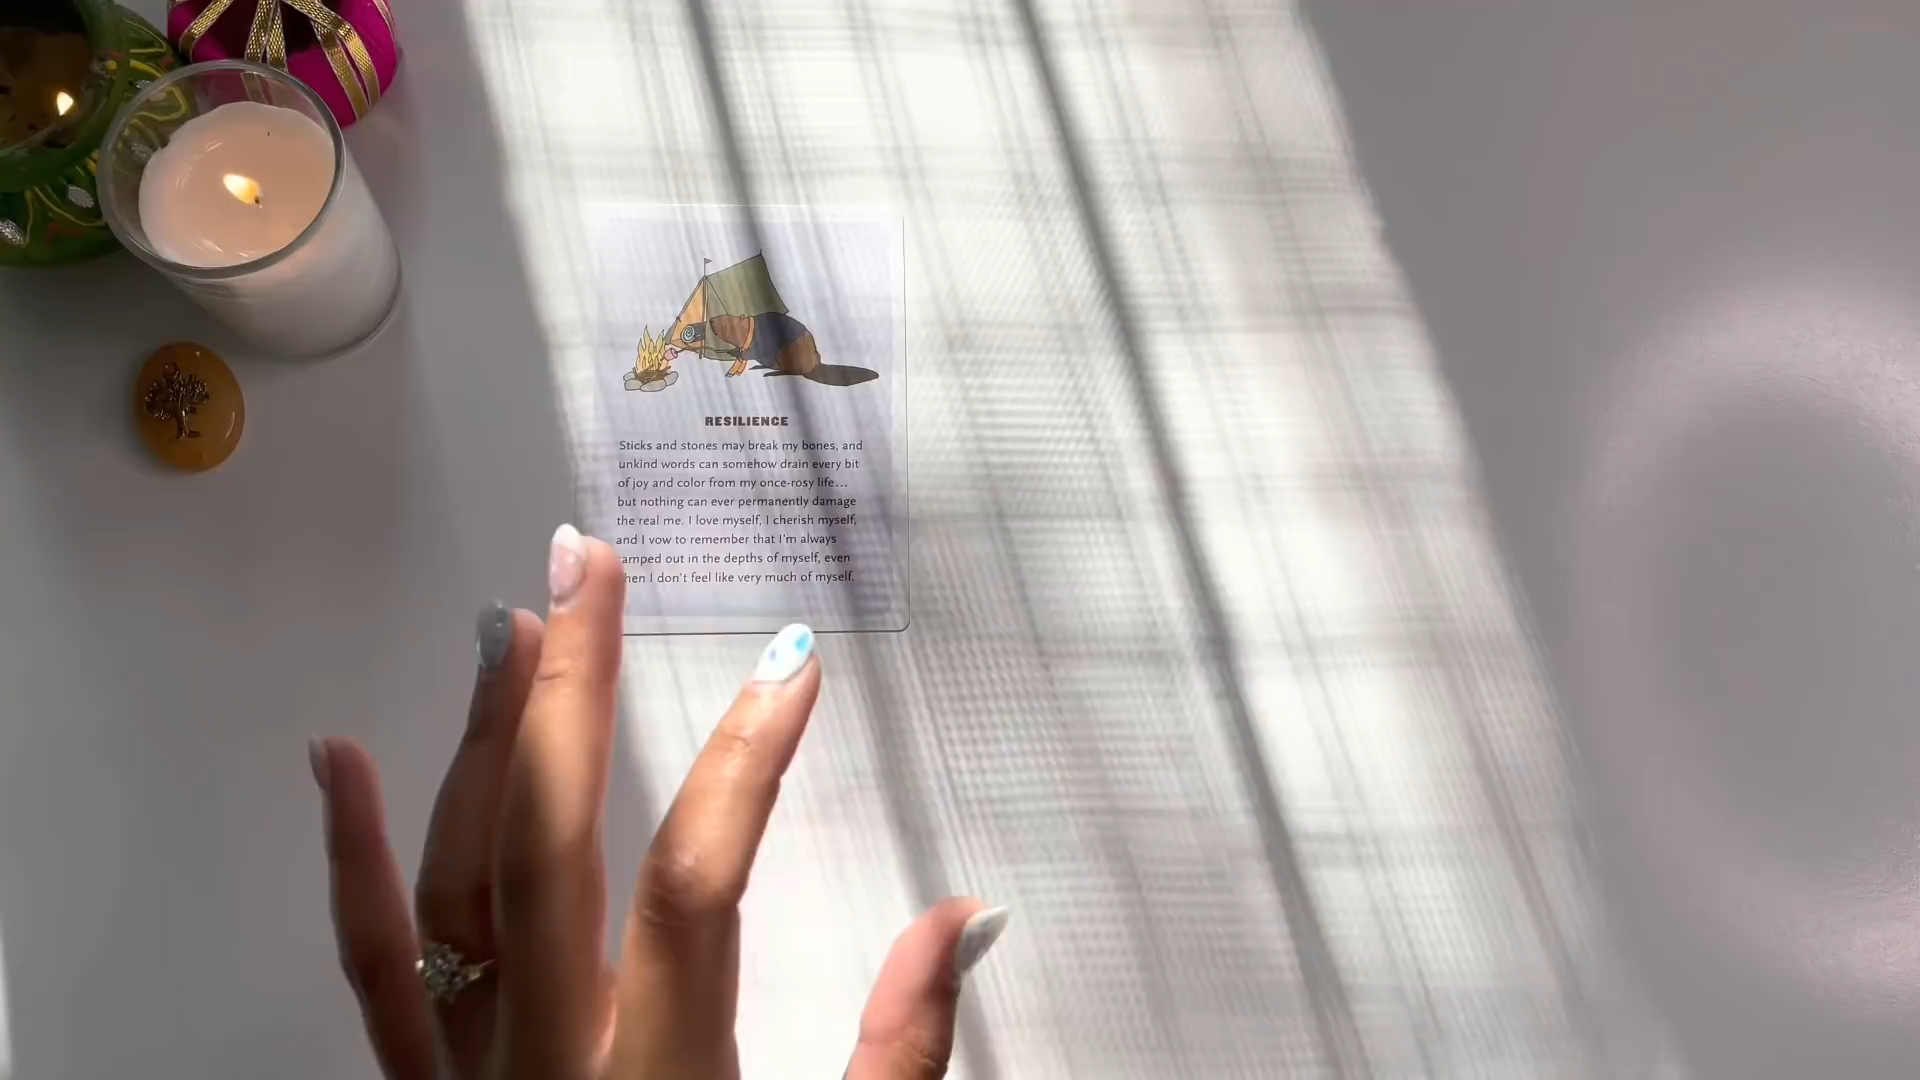 RESILIENCE
Sticks and stones may break my bones, and
unkind words can somehow drain every bit
of joy and color from my once-rosy life...
but nothing can ever permanently damage
the real me. I love myself, I cherish myself,
and I vow to remember that I'm always
camped out in the depths of myself, even
when I don't feel like very much of myself.